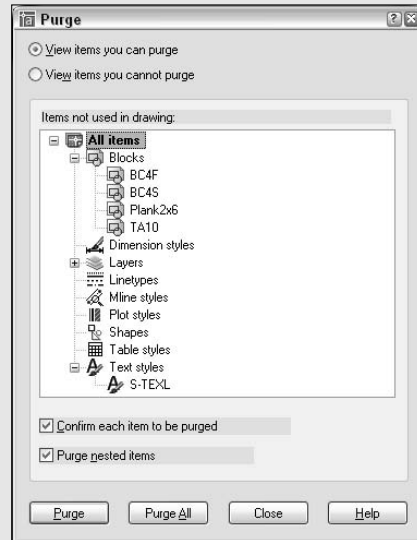 Purge
View items you can purge
View items you cannot purge
Items not used in drawing:
All items
Blocks
BC4F
BC4S
Plank2x6
TA10
Dimension styles
Layers
Linetypes
Mline styles
Plot styles
Shapes
Table styles
Text styles
S-TEXL
Confirm each item to be purged
Purge nested items
Purge Purge All Close Help